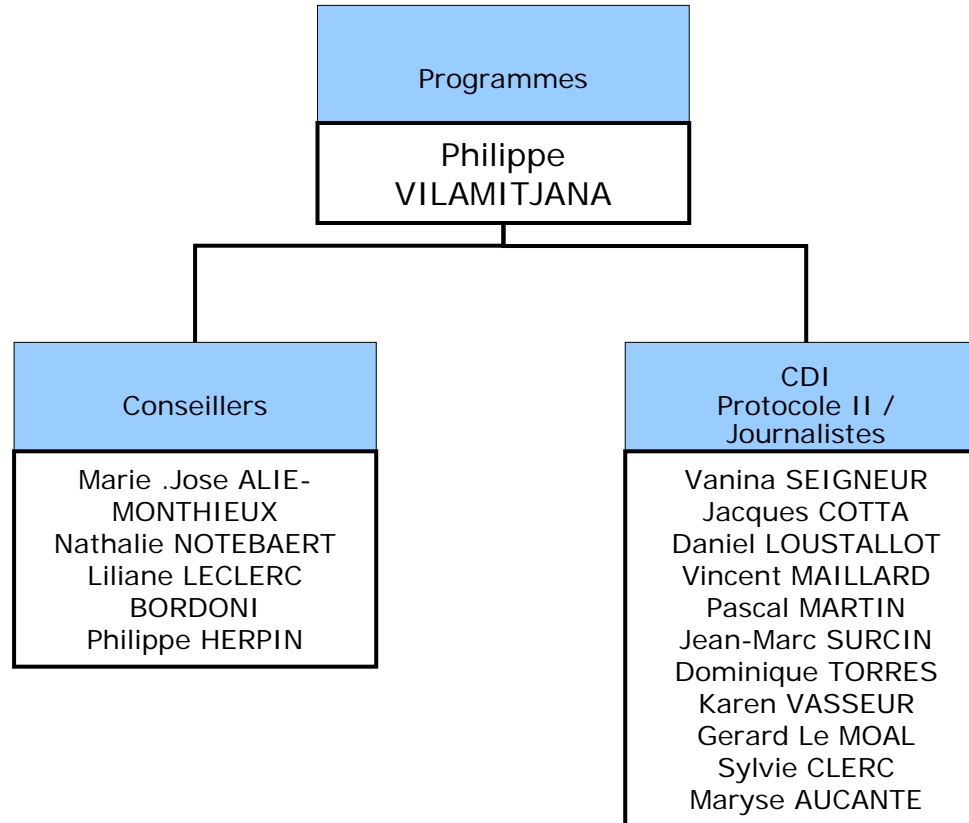 Programmes
Philippe
VILAMITJANA
Conseillers
Marie .Jose ALIE-
MONTHIEUX
Nathalie NOTEBAERT
Liliane LECLERC
BORDONI
Philippe HERPIN
CDI
Protocole II /
Journalistes
Vanina SEIGNEUR
Jacques COTTA
Daniel LOUSTALLOT
Vincent MAILLARD
Pascal MARTIN
Jean-Marc SURCIN
Dominique TORRES
Karen VASSEUR
Gerard Le MOAL
Sylvie CLERC
Maryse AUCANTE